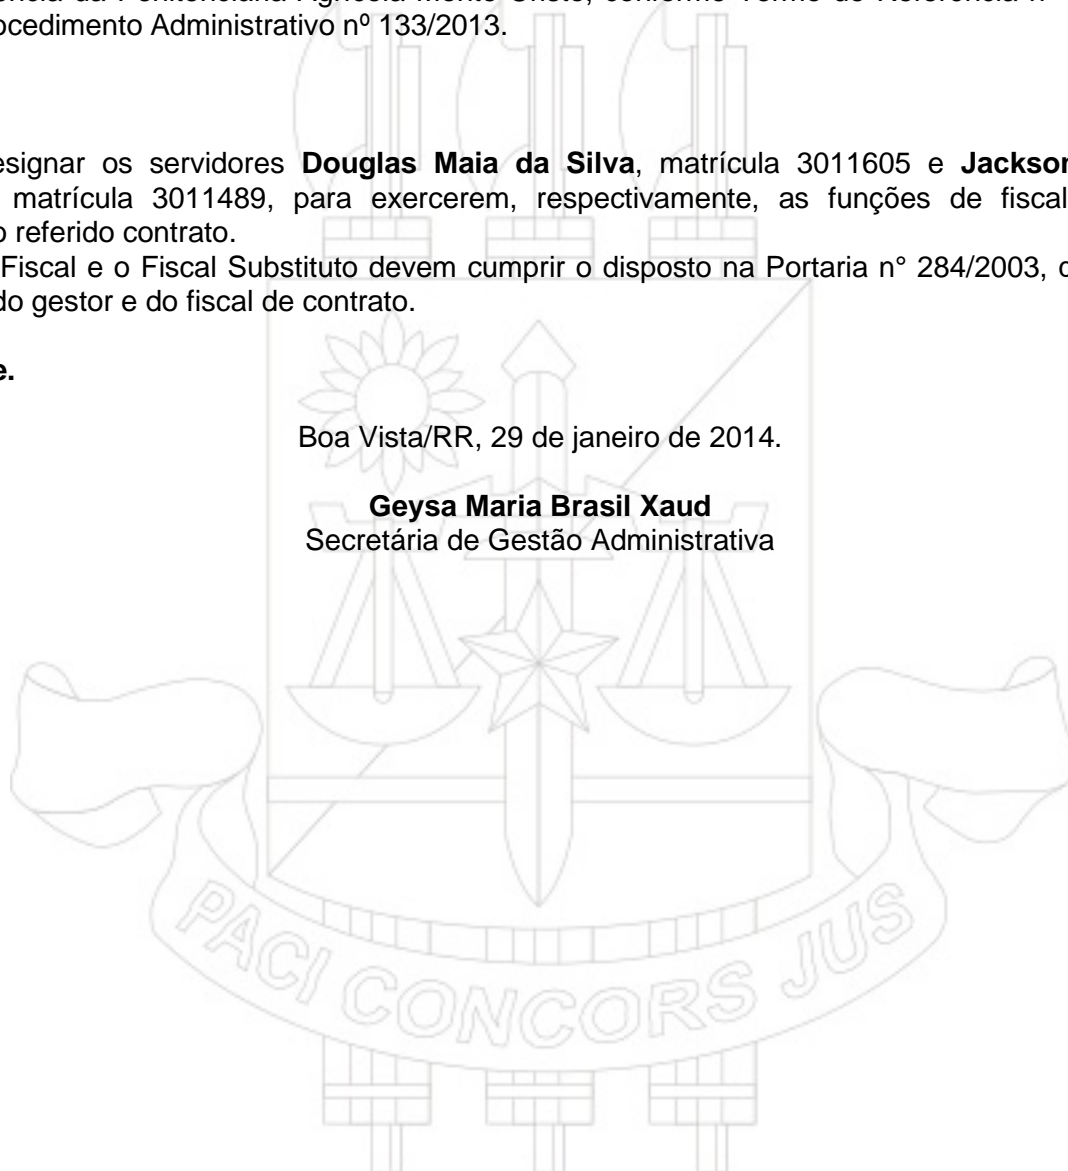 da Penitenciária Agrícola Monte Cristo, conforme Termo de Referência nº
ocedimento Administrativo nº 133/2013.
esignar os servidores Douglas Maia da Silva, matrícula 3011605 e Jackson
matrícula 3011489, para exercerem, respectivamente, as funções de fiscal
o referido contrato.
Fiscal e o Fiscal Substituto devem cumprir o disposto na Portaria n° 284/2003,
do gestor e do fiscal de contrato.
e.
Boa Vista/RR, 29 de janeiro de 2014.
Geysa Maria Brasil Xaud
Secretária de Gestão Administrativa
PACI CONCORS JUS